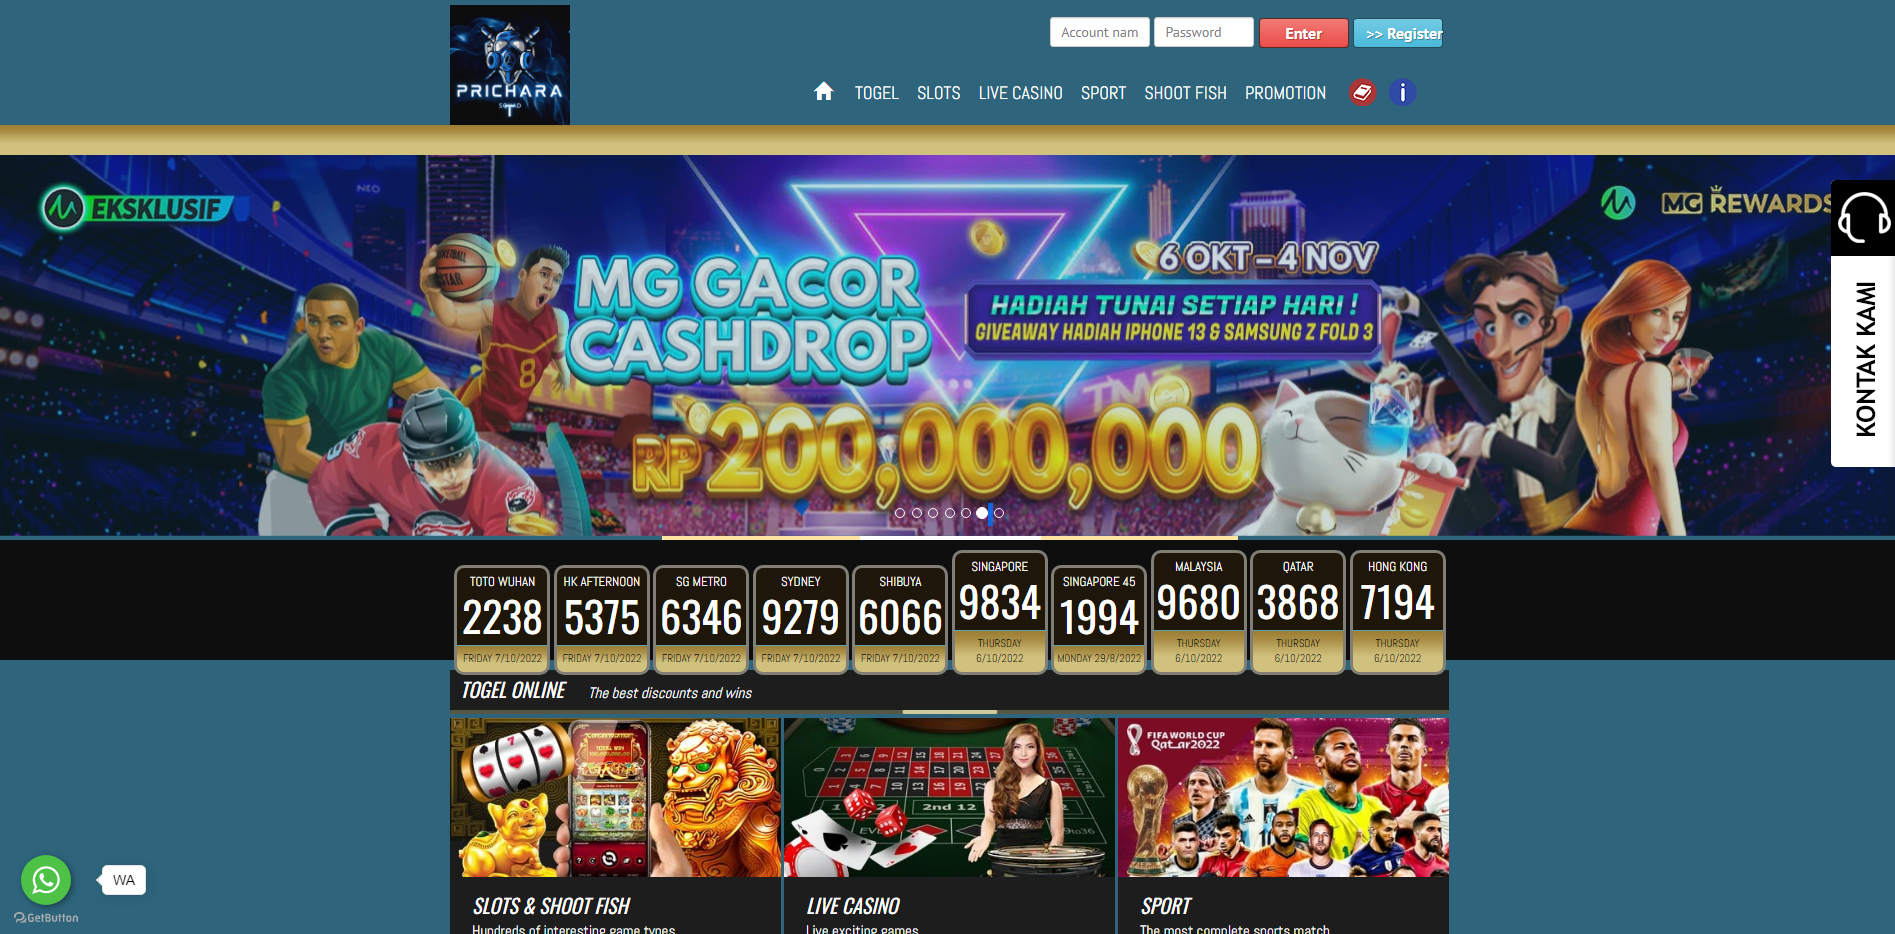 PRICHARA
T
Account nam
Password
Enter
>> Register
TOGEL
SLOTS
LIVE CASINO
SPORT
SHOOT FISH
PROMOTION
EKSKLUSIF
MG REWARDS
NEO
BASKETBALL
STAR
8
MG GACOR
CASHDROP
6 OKT - 4 NOV
HADIAH TUNAI SETIAP HARI !
GIVEAWAY HADIAH IPHONE 13 & SAMSUNG Z FOLD 3
RP 200,000,000
KONTAK KAMI
TOTO WUHAN
2238
FRIDAY 7/10/2022
HK AFTERNOON
5375
FRIDAY 7/10/2022
SG METRO
6346
FRIDAY 7/10/2022
SYDNEY
9279
FRIDAY 7/10/2022
SHIBUYA
6066
FRIDAY 7/10/2022
SINGAPORE
9834
THURSDAY
6/10/2022
SINGAPORE 45
1994
MONDAY 29/8/2022
MALAYSIA
9680
THURSDAY
6/10/2022
QATAR
3868
THURSDAY
6/10/2022
HONG KONG
7194
THURSDAY
6/10/2022
TOGEL ONLINE
The best discounts and wins
FIFA WORLD CUP
Qatar2022
2nd 12
SLOTS & SHOOT FISH
Hundreds of interesting game types
LIVE CASINO
Live exciting games
SPORT
The most complete sports match
WA
GetButton